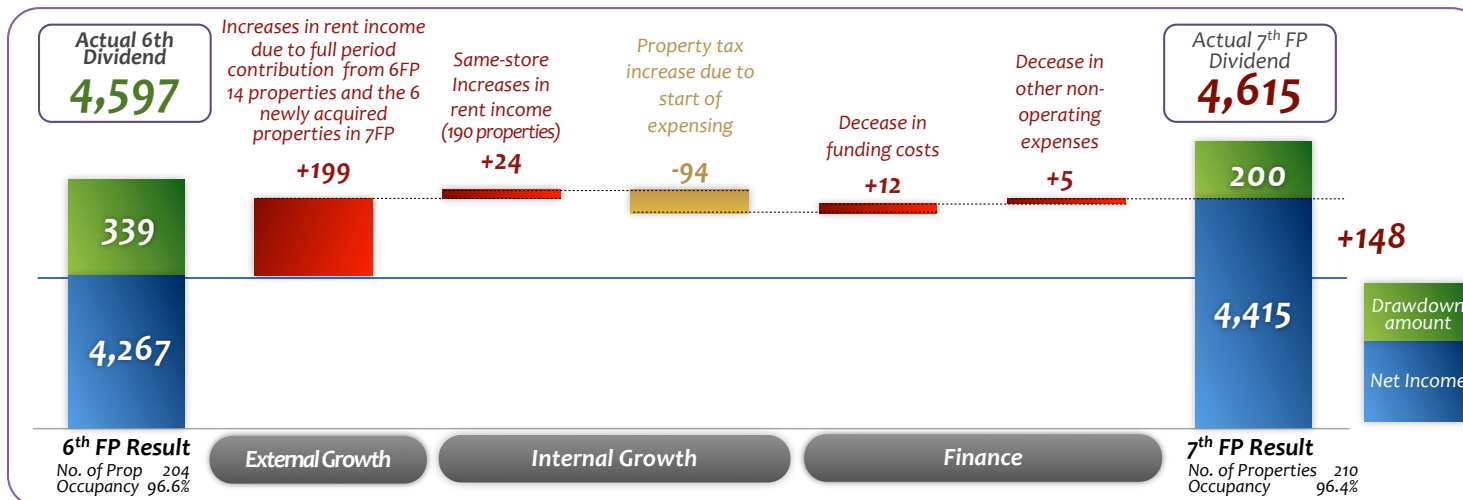 Actual 6th
Dividend
4,597
Increases in rent income
due to full period
contribution from 6FP
14 properties and the 6
newly acquired
properties in 7FP
+199
Same-store
Increases in
rent income
(190 properties)
+24
Property tax
increase due to
start of
expensing
-94
Decease in
funding costs
+12
Decease in
other non-
operating
expenses
+5
Actual 7th FP
Dividend
4,615
339
4,267
200
4,415
+148
Drawdown
amount
Net Income
6th FP Result
No. of Prop 204
Occupancy 96.6%
External Growth
Internal Growth
Finance
7th FP Result
No. of Properties 210
Occupancy 96.4%